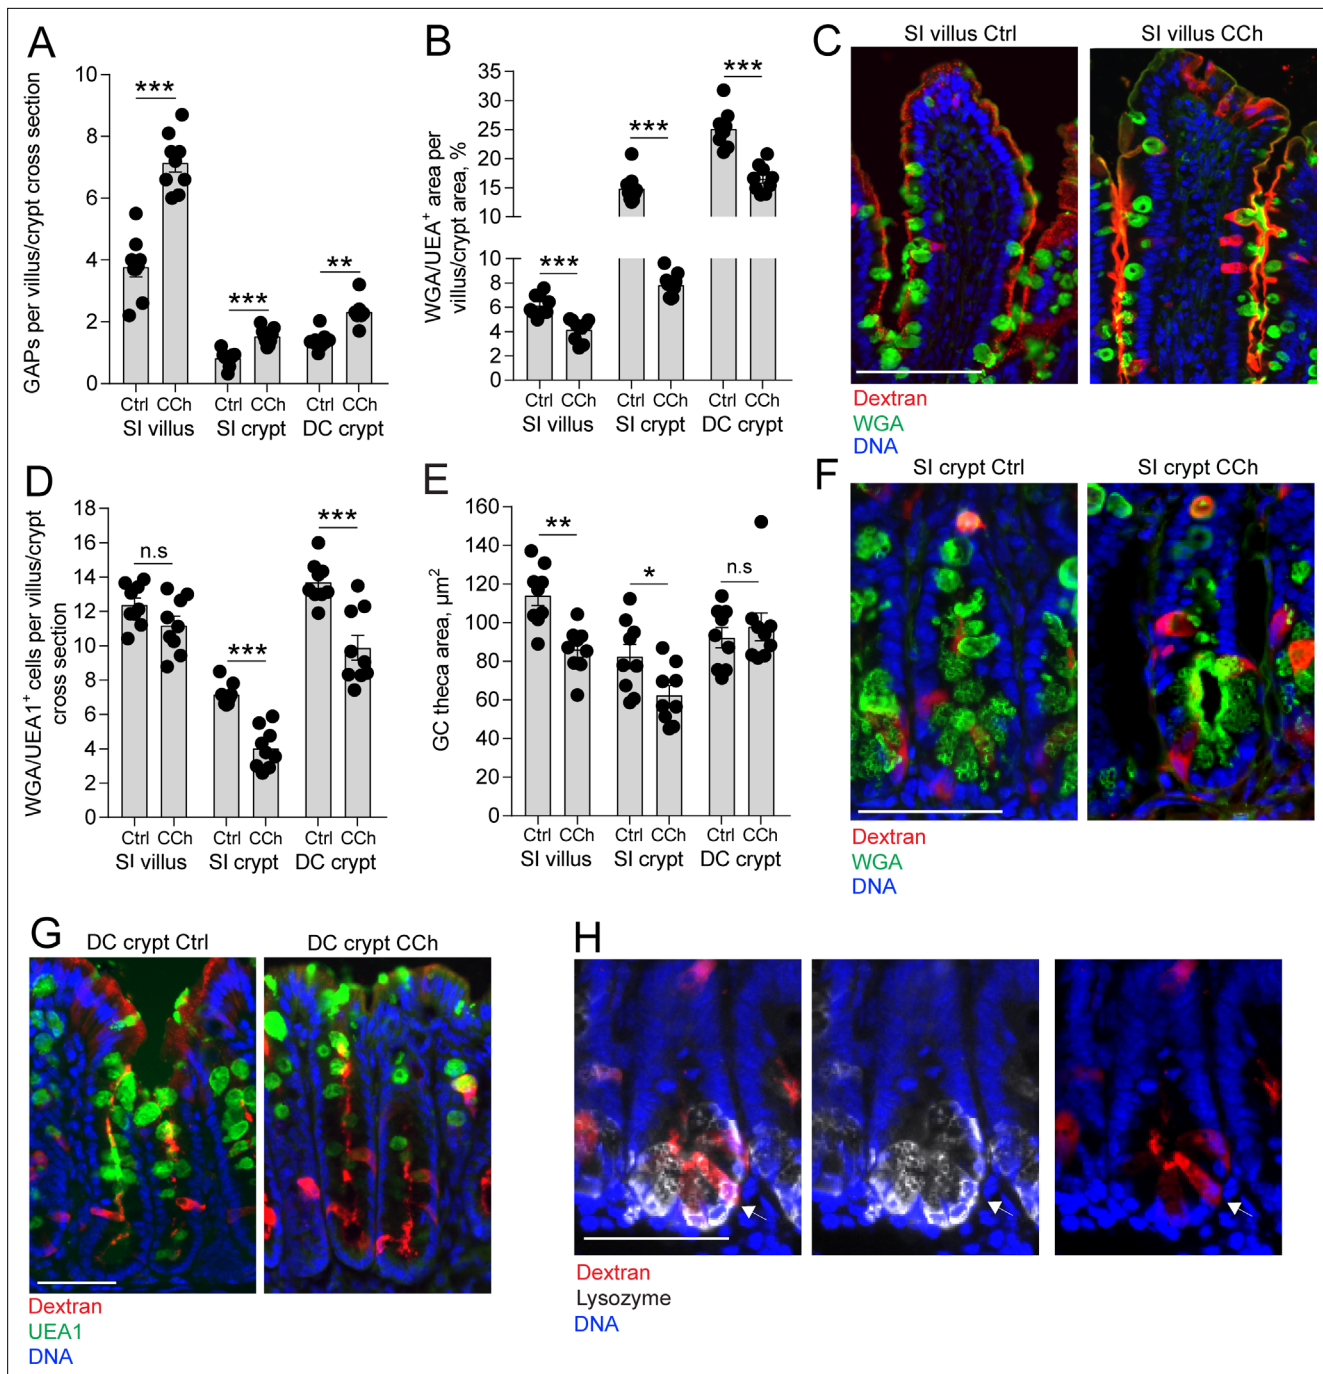 A
GAPs per villus/crypt cross section
10
8
6
4
2
0
***
***
**
Ctrl CCh Ctrl CCh Ctrl CCh
SI villus SI crypt DC crypt
B
WGA/UEA⁺ area per
villus/crypt area, %
35
30
25
20
15
10
10
8
6
4
2
0
***
***
***
Ctrl CCh Ctrl CCh Ctrl CCh
SI villus SI crypt DC crypt
C
SI villus Ctrl SI villus CCh
Dextran
WGA
DNA
D
WGA/UEA1⁺ cells per villus/crypt
cross section
18
16
14
12
10
8
6
4
2
0
n.s
***
***
Ctrl CCh Ctrl CCh Ctrl CCh
SI villus SI crypt DC crypt
E
GC theca area, µm²
160
140
120
100
80
60
40
20
0
**
*
n.s
Ctrl CCh Ctrl CCh Ctrl CCh
SI villus SI crypt DC crypt
F
SI crypt Ctrl SI crypt CCh
Dextran
WGA
DNA
G
DC crypt Ctrl DC crypt CCh
Dextran
UEA1
DNA
H
Dextran
Lysozyme
DNA